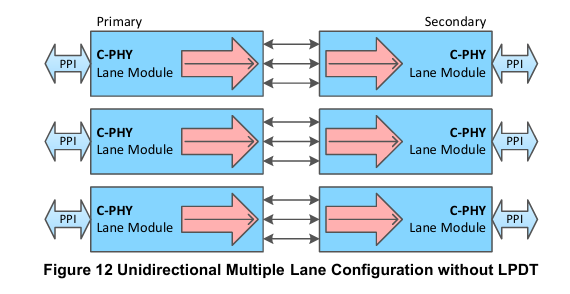 Primary
Secondary
PPI
C-PHY
Lane Module
C-PHY
Lane Module
PPI
PPI
C-PHY
Lane Module
C-PHY
Lane Module
PPI
PPI
C-PHY
Lane Module
C-PHY
Lane Module
PPI
Figure 12 Unidirectional Multiple Lane Configuration without LPDT